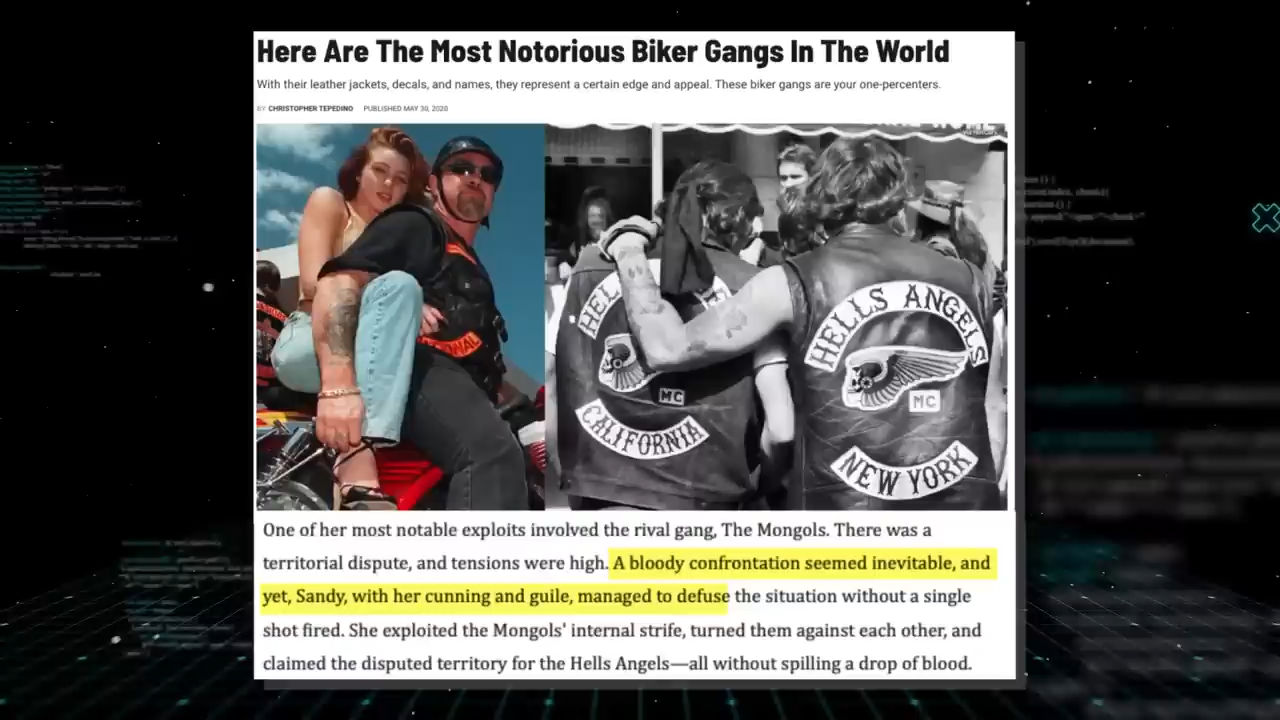 Here Are The Most Notorious Biker Gangs In The World
With their leather jackets, decals, and names, they represent a certain edge and appeal. These biker gangs are your one-percenters.
BY CHRISTOPHER TEPEDINO PUBLISHED MAY 30, 2020
HELLS ANGELS
MC
MC
CALIFORNIA
NEW YORK
One of her most notable exploits involved the rival gang, The Mongols. There was a
territorial dispute, and tensions were high. A bloody confrontation seemed inevitable, and
yet, Sandy, with her cunning and guile, managed to defuse the situation without a single
shot fired. She exploited the Mongols' internal strife, turned them against each other, and
claimed the disputed territory for the Hells Angels—all without spilling a drop of blood.